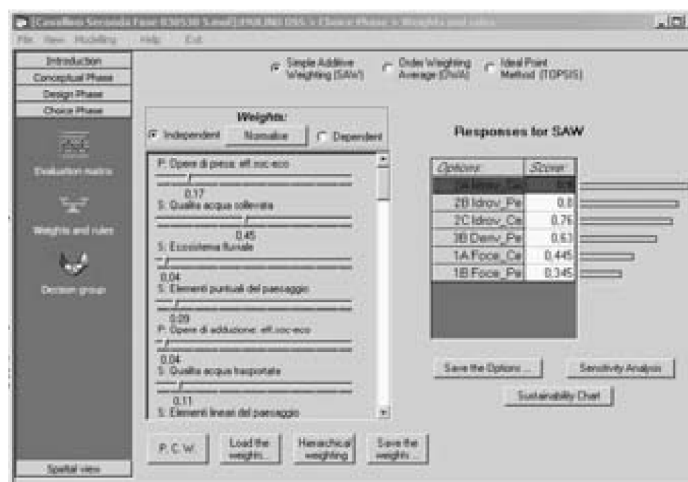 File View Modelling Help Exit
Introduction
Conceptual Phase
Design Phase
Choice Phase
Evaluation matrix
Weights and rules
Decision group
Spatial view
Simple Additive
Weighting (SAW)
Order Weighting
Average (OWA)
Ideal Point
Method (TOPSIS)
Weights:
Independent
Normalise
Dependent
P: Opere di presa: eff.soc-eco
0,17
S: Qualita acqua sollevata
0,45
S: Ecosistema fluviale
0,04
S: Elementi puntuali del paesaggio
0,09
P: Opere di adduzione: eff.soc-eco
0,04
S: Qualita acqua trasportata
0,11
S: Elementi lineari del paesaggio
P. C. W.
Load the
weights...
Hierarchical
weighting
Save the
weights ...
Responses for SAW
Options: Scores:
2B Idrov_Pe 0,8
2C Idrov_Ce 0,76
3B Deriv_Pe 0,63
1A Foce_Ce 0,445
1B Foce_Pe 0,345
Save the Options ...
Sensitivity Analysis
Sustainability Chart